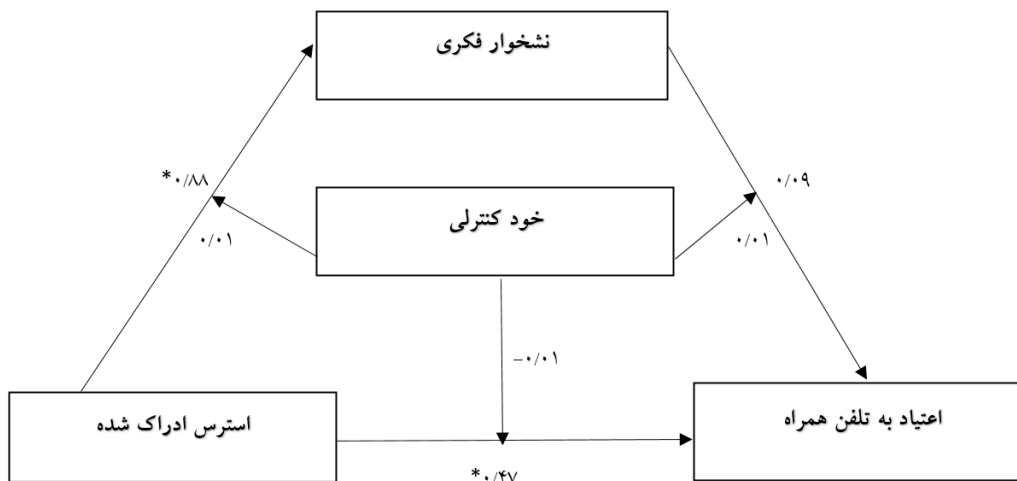 نشخوار فکری
*۰/۸۸
۰/۰۹
خود کنترلی
۰/۰۱
۰/۰۱
-۰/۰۱
استرس ادراک شده
اعتیاد به تلفن همراه
*۰/۴۷